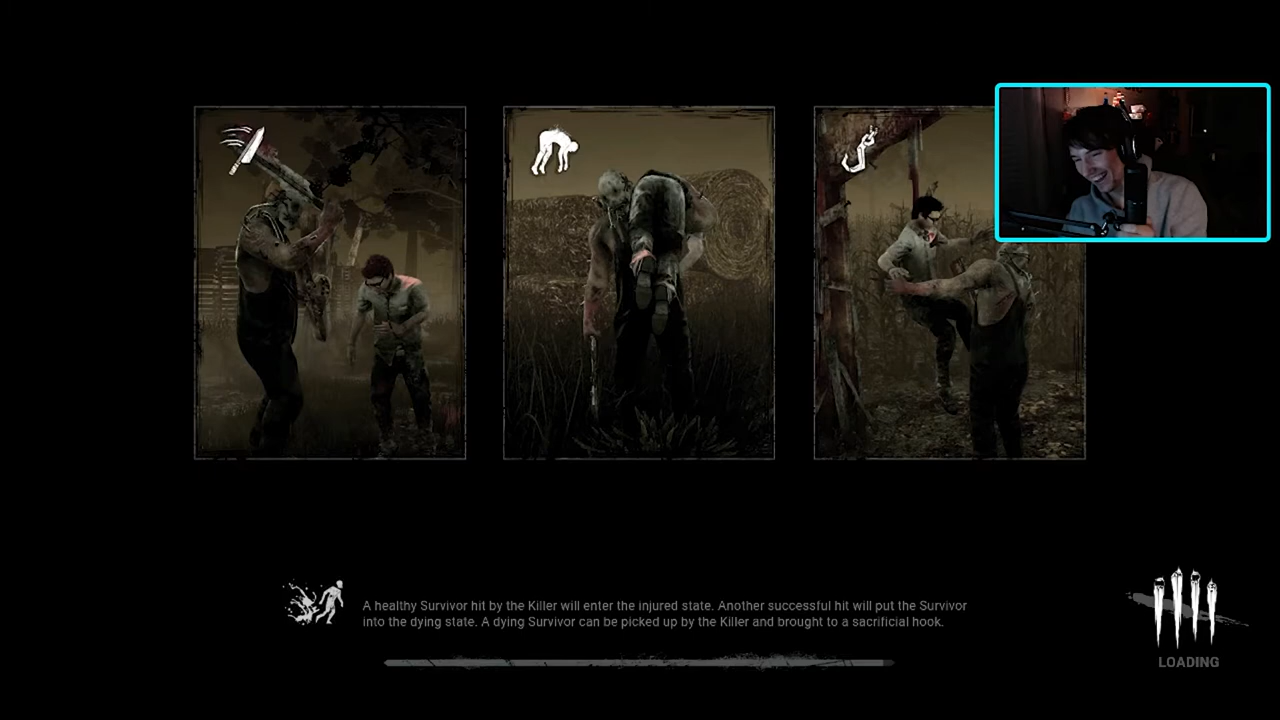 A healthy Survivor hit by the Killer will enter the injured state. Another successful hit will put the Survivor
into the dying state. A dying Survivor can be picked up by the Killer and brought to a sacrificial hook.
LOADING